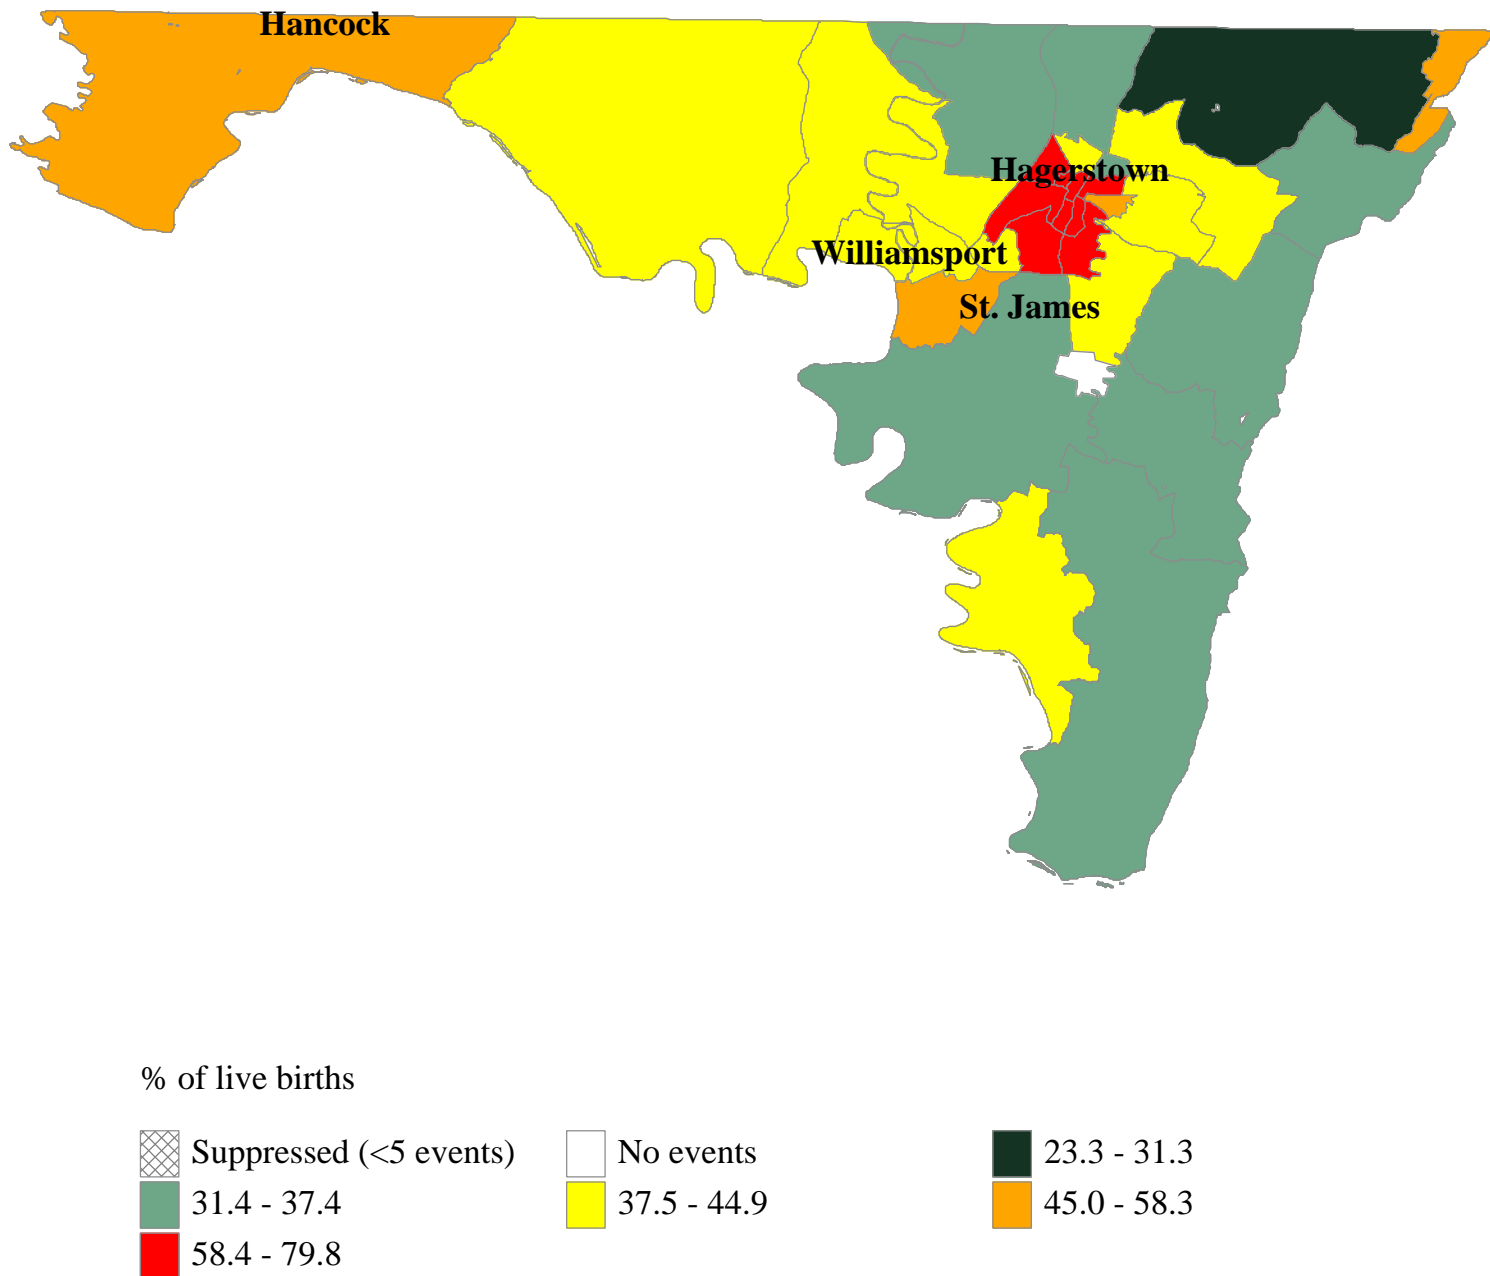 Hancock
Hagerstown
Williamsport
St. James
% of live births
Suppressed (<5 events) No events 23.3 - 31.3
31.4 - 37.4 37.5 - 44.9 45.0 - 58.3
58.4 - 79.8